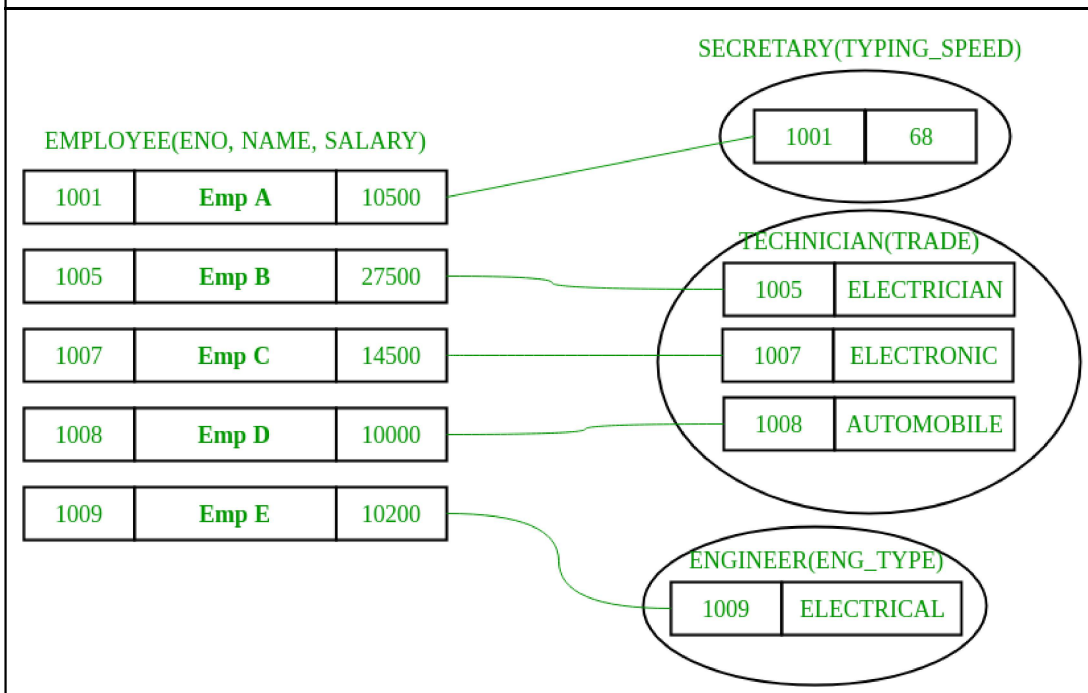 SECRETARY(TYPING_SPEED)
1001 68
EMPLOYEE(ENO, NAME, SALARY)
1001 Emp A 10500
1005 Emp B 27500
1007 Emp C 14500
1008 Emp D 10000
1009 Emp E 10200
TECHNICIAN(TRADE)
1005 ELECTRICIAN
1007 ELECTRONIC
1008 AUTOMOBILE
ENGINEER(ENG_TYPE)
1009 ELECTRICAL